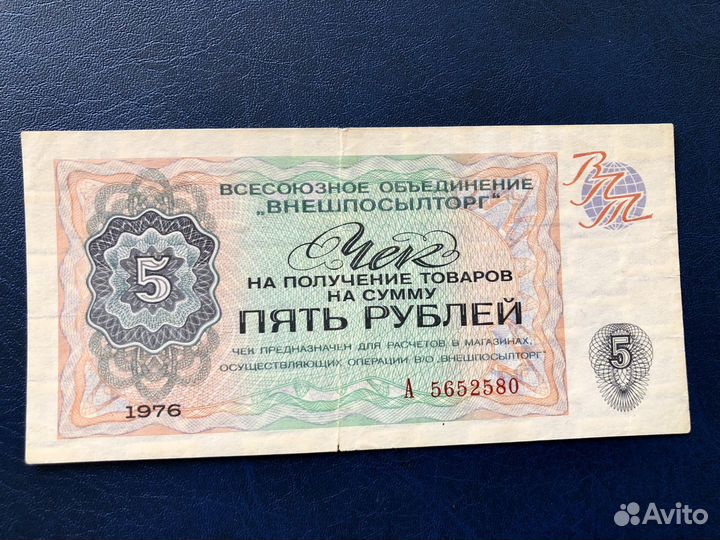 ВПТ
ВСЕСОЮЗНОЕ ОБЪЕДИНЕНИЕ
„ВНЕШПОСЫЛТОРГ"
Чек
НА ПОЛУЧЕНИЕ ТОВАРОВ
НА СУММУ
ПЯТЬ РУБЛЕЙ
ЧЕК ПРЕДНАЗНАЧЕН ДЛЯ РАСЧЕТОВ В МАГАЗИНАХ,
ОСУЩЕСТВЛЯЮЩИХ ОПЕРАЦИИ В/О „ВНЕШПОСЫЛТОРГ"
5
5
А 5652580
1976
Avito